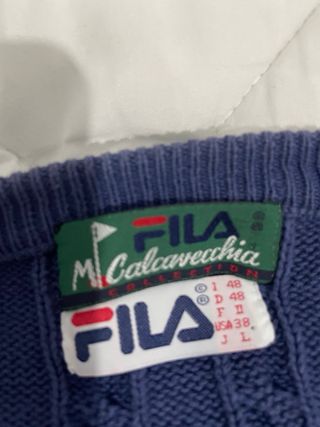 FILA
M Calcavecchia
COLLECTION
FILA
© I 48
D 48
F II
USA 38
J L